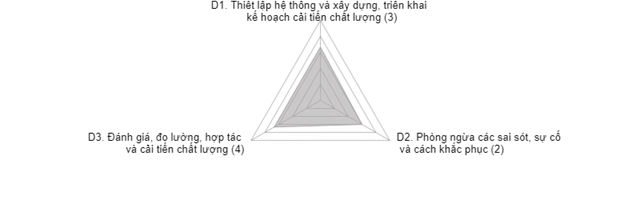 D1. Thiết lập hệ thống và xây dựng, triển khai
kế hoạch cải tiến chất lượng (3)
D3. Đánh giá, đo lường, hợp tác
và cải tiến chất lượng (4)
D2. Phòng ngừa các sai sót, sự cố
và cách khắc phục (2)